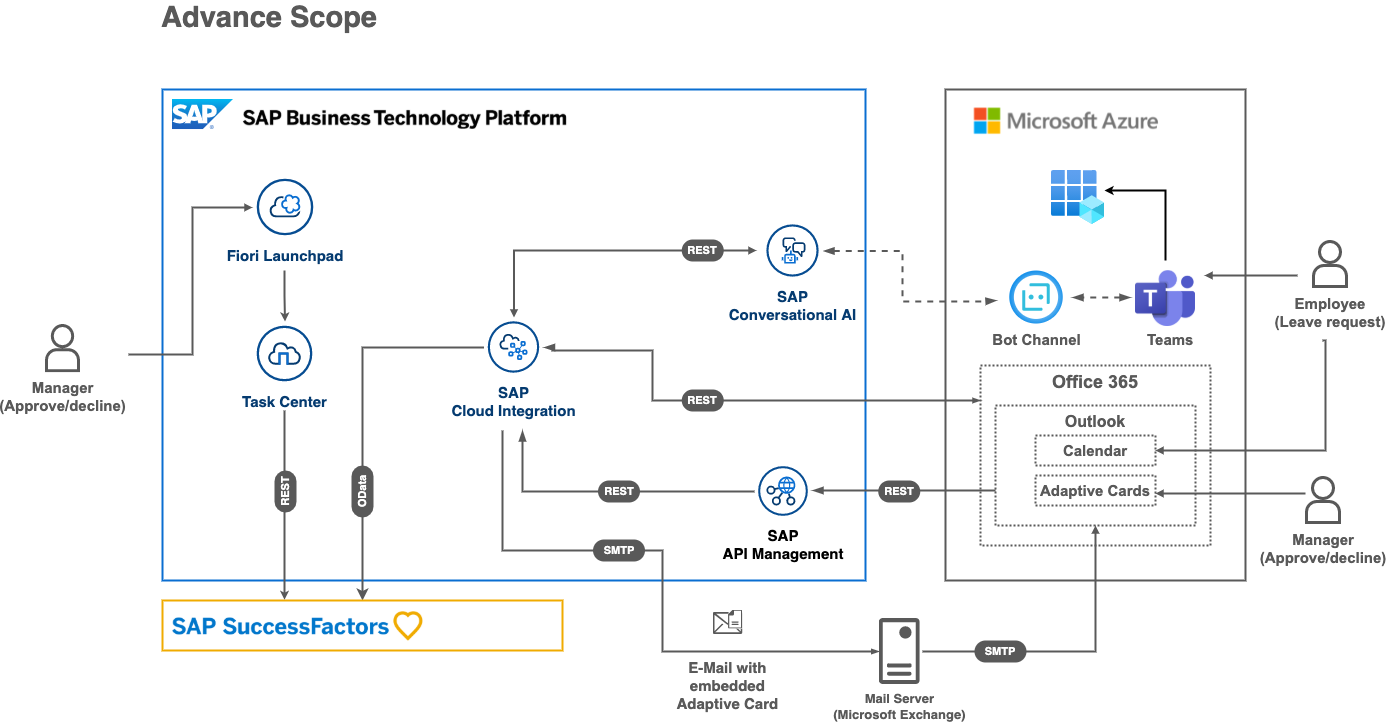 Advance Scope
SAP
SAP Business Technology Platform
Microsoft Azure
Fiori Launchpad
REST
SAP
Conversational AI
Bot Channel
T
Teams
Employee
(Leave request)
Manager
(Approve/decline)
Task Center
SAP
Cloud Integration
REST
Office 365
Outlook
Calendar
Adaptive Cards
REST
OData
REST
REST
SAP
API Management
Manager
(Approve/decline)
SMTP
SAP SuccessFactors
E-Mail with
embedded
Adaptive Card
SMTP
Mail Server
(Microsoft Exchange)